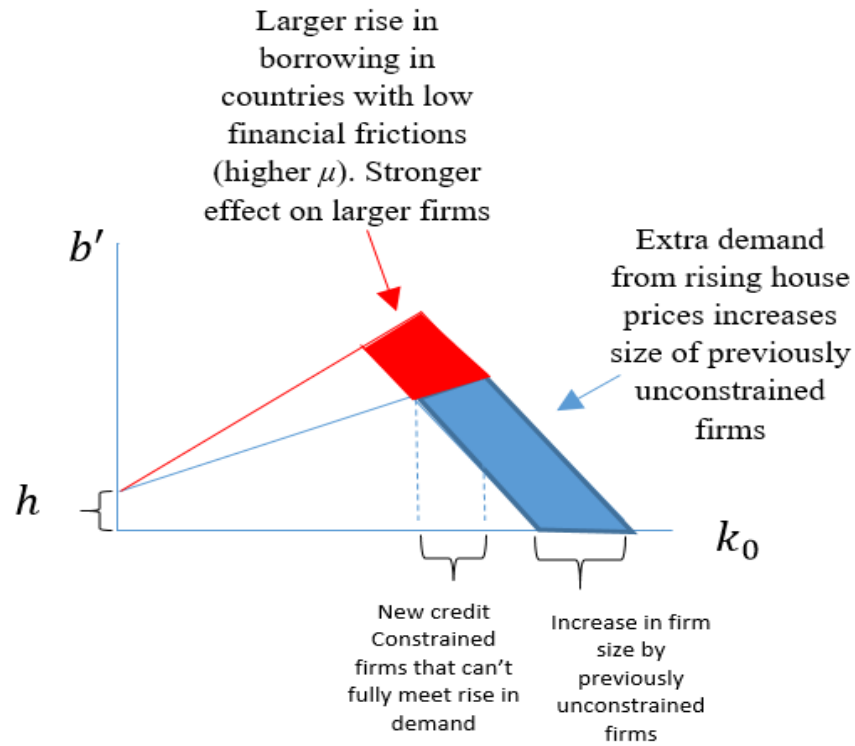 Larger rise in
borrowing in
countries with low
financial frictions
(higher μ). Stronger
effect on larger firms
b′
Extra demand
from rising house
prices increases
size of previously
unconstrained
firms
h
k₀
New credit
Constrained
firms that can't
fully meet rise in
demand
Increase in firm
size by
previously
unconstrained
firms